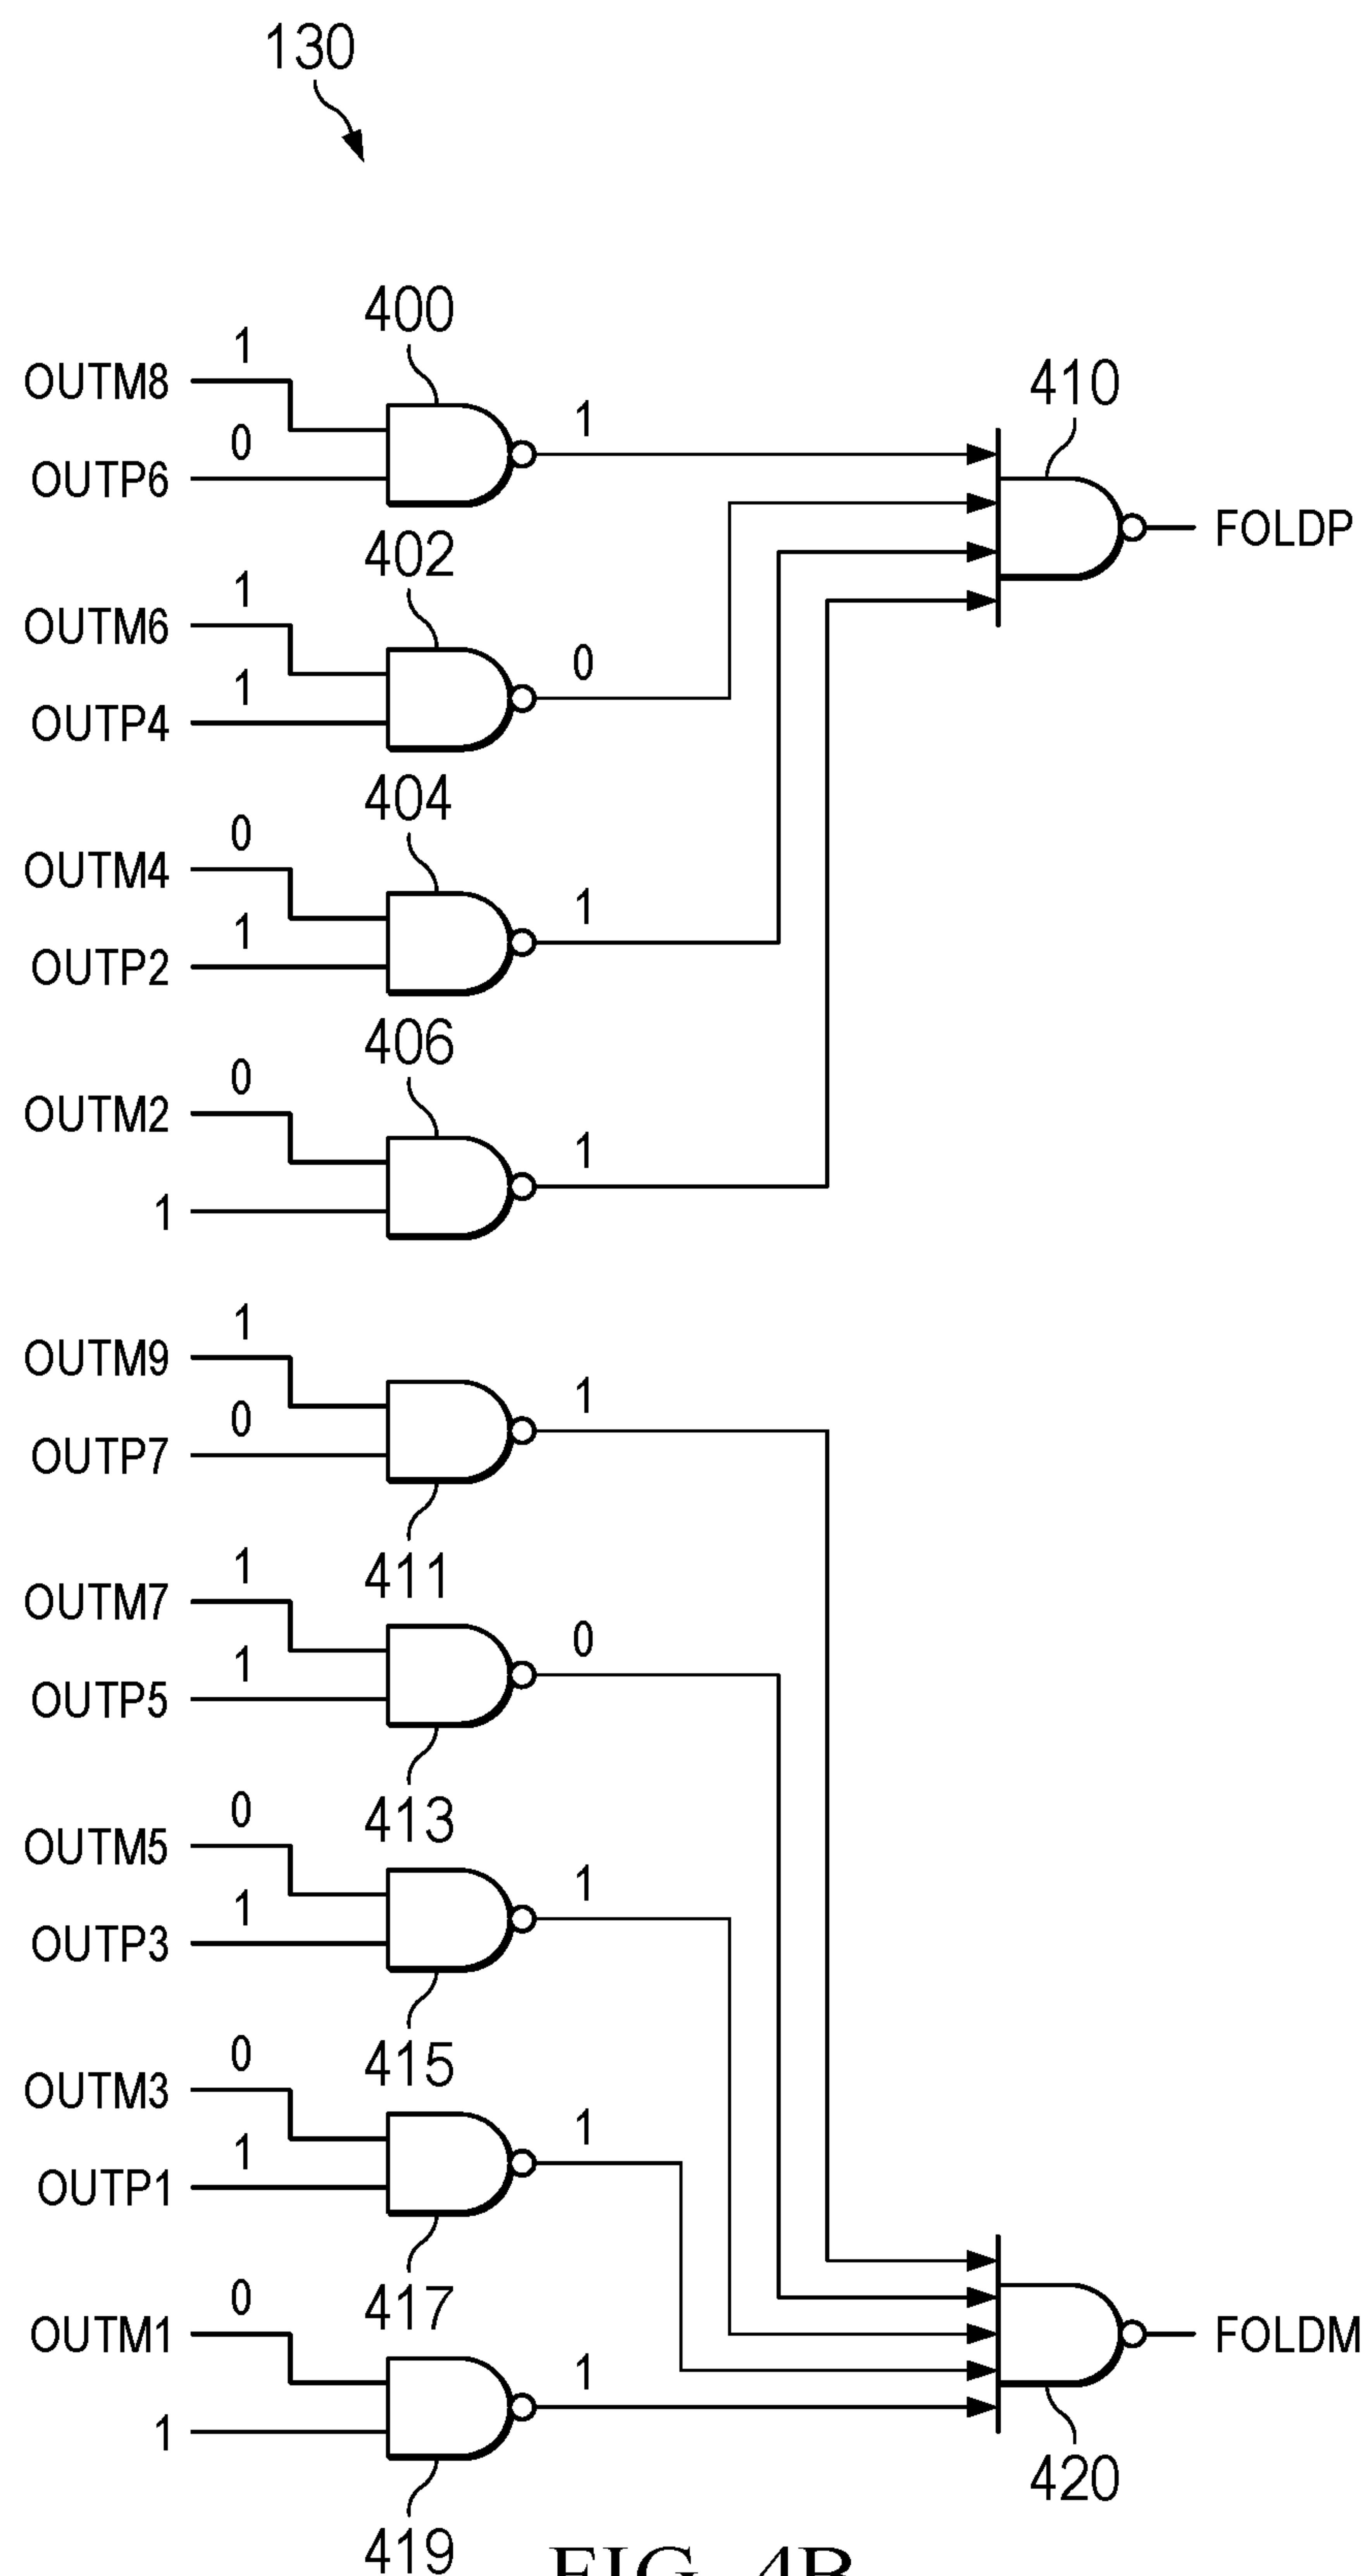 130
400
1
OUTM8
1
0
OUTP6
410
FOLDP
402
1
OUTM6
0
1
OUTP4
404
0
OUTM4
1
1
OUTP2
406
0
OUTM2
1
1
1
OUTM9
1
0
OUTP7
411
1
OUTM7
0
1
OUTP5
413
0
OUTM5
1
1
OUTP3
415
0
OUTM3
1
1
OUTP1
417
0
OUTM1
1
1
FOLDM
420
419
FIG. 4B